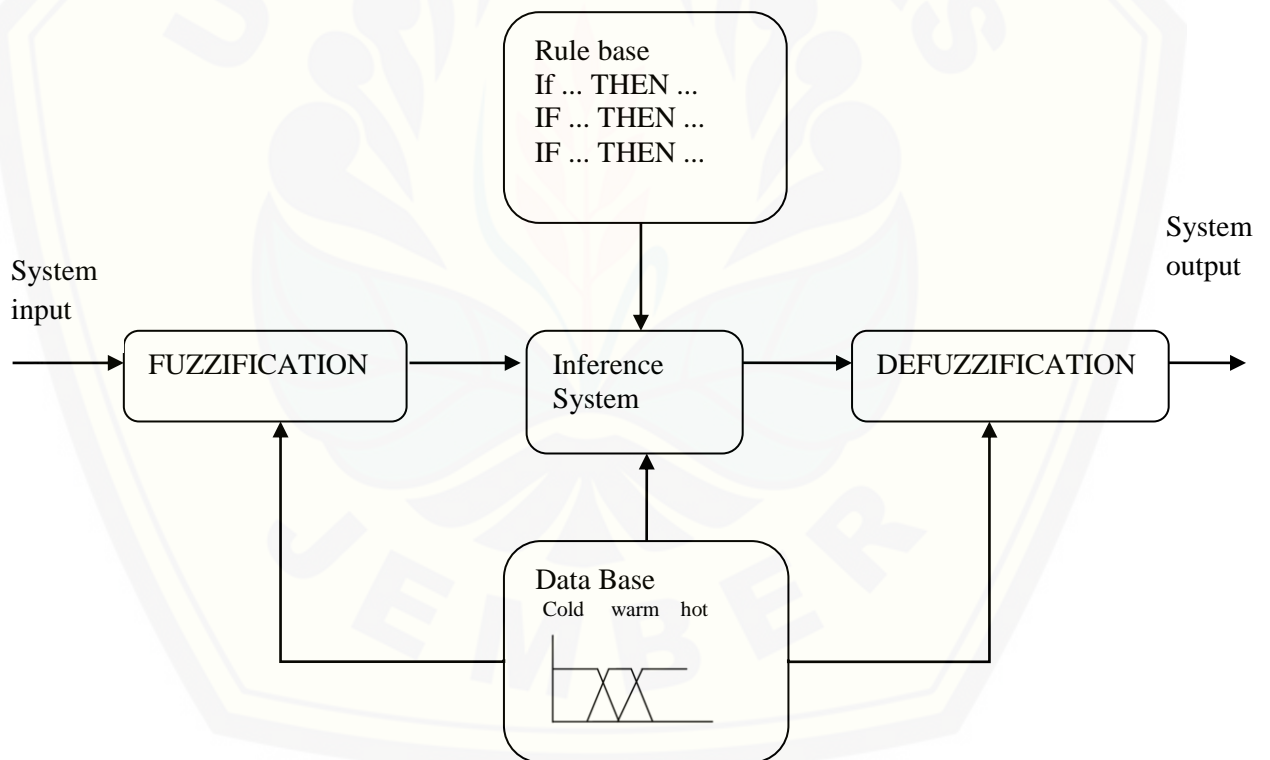 Rule base
If ... THEN ...
IF ... THEN ...
IF ... THEN ...
System
output
System
input
FUZZIFICATION
Inference
System
DEFUZZIFICATION
Data Base
Cold warm hot
JEMBER